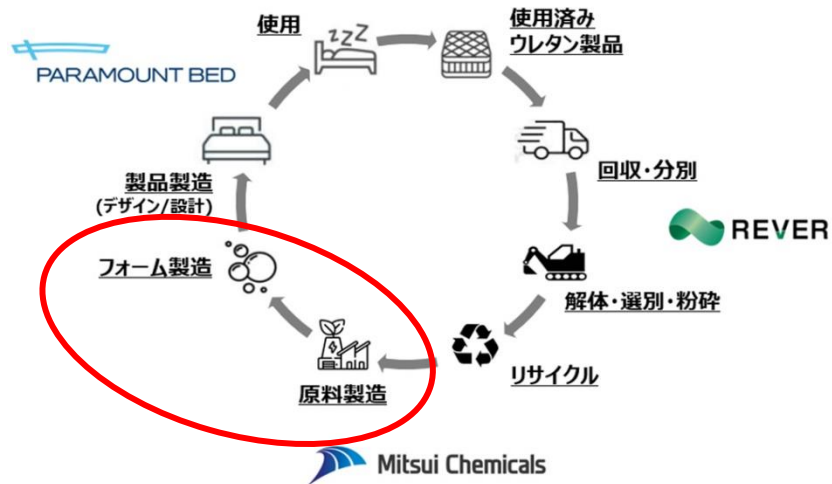 使用
zZZ
使用済み
ウレタン製品
PARAMOUNT BED
回収・分別
製品製造
(デザイン/設計)
REVER
フォーム製造
解体・選別・粉砕
リサイクル
原料製造
Mitsui Chemicals